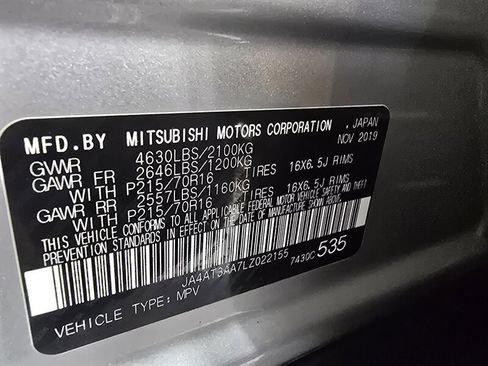 MFD.BY MITSUBISHI MOTORS CORPORATION ,JAPAN
NOV 2019
GVWR 4630LBS/2100KG
GAWR FR 2646LBS/1200KG
WITH P215/70R16 TIRES 16X6.5J RIMS
GAWR RR 2557LBS/1160KG
WITH P215/70R16 TIRES 16X6.5J RIMS
THIS VEHICLE CONFORMS TO ALL APPLICABLE FEDERAL MOTOR VEHICLE SAFETY AND THEFT
PREVENTION STANDARDS IN EFFECT ON THE DATE OF MANUFACTURE SHOWN ABOVE.
JA4AT3AA7LZ022155
7430C 535
VEHICLE TYPE: MPV